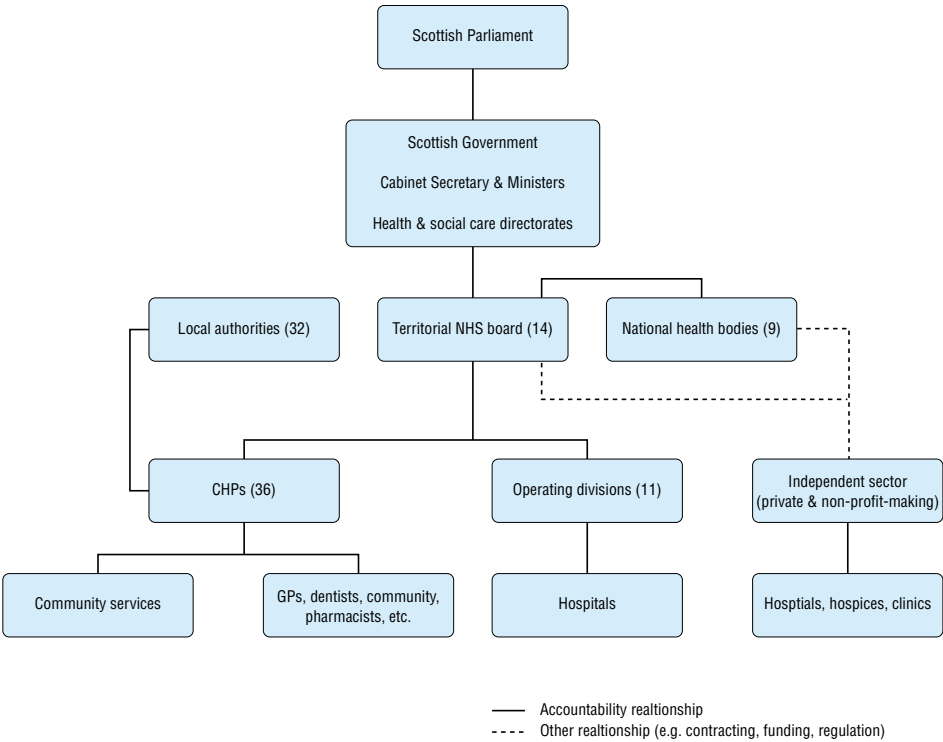 Scottish Parliament
Scottish Government
Cabinet Secretary & Ministers
Health & social care directorates
Local authorities (32)
Territorial NHS board (14)
National health bodies (9)
CHPs (36)
Operating divisions (11)
Independent sector
(private & non-profit-making)
Community services
GPs, dentists, community,
pharmacists, etc.
Hospitals
Hosptials, hospices, clinics
Accountability realtionship
Other realtionship (e.g. contracting, funding, regulation)